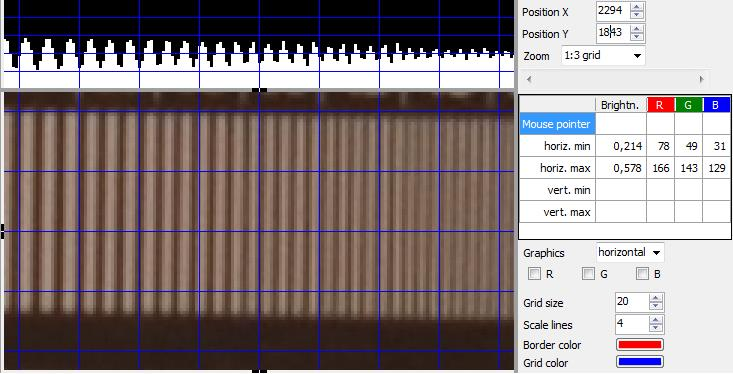 Position X 2294
Position Y 1843
Zoom 1:3 grid
Brightn. R G B
Mouse pointer
horiz. min 0,214 78 49 31
horiz. max 0,578 166 143 129
vert. min
vert. max
Graphics horizontal
R G B
Grid size 20
Scale lines 4
Border color
Grid color